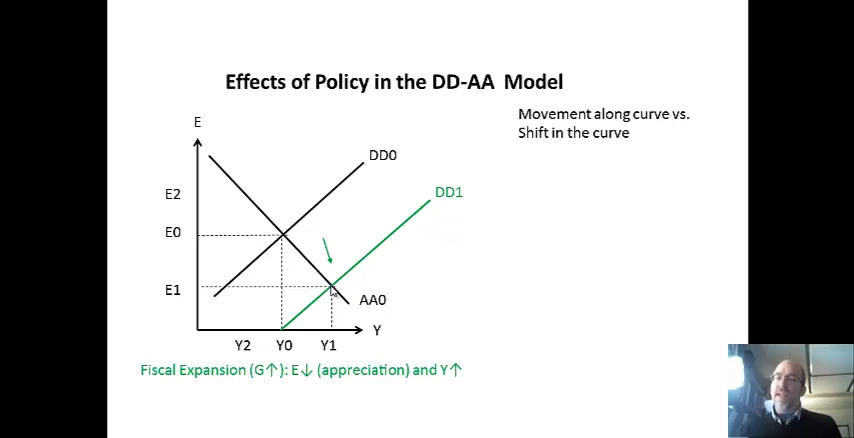 Effects of Policy in the DD-AA Model
Movement along curve vs.
Shift in the curve
E
DD0
DD1
E2
E0
E1
AA0
Y
Y2 Y0 Y1
Fiscal Expansion (G↑): E↓ (appreciation) and Y↑